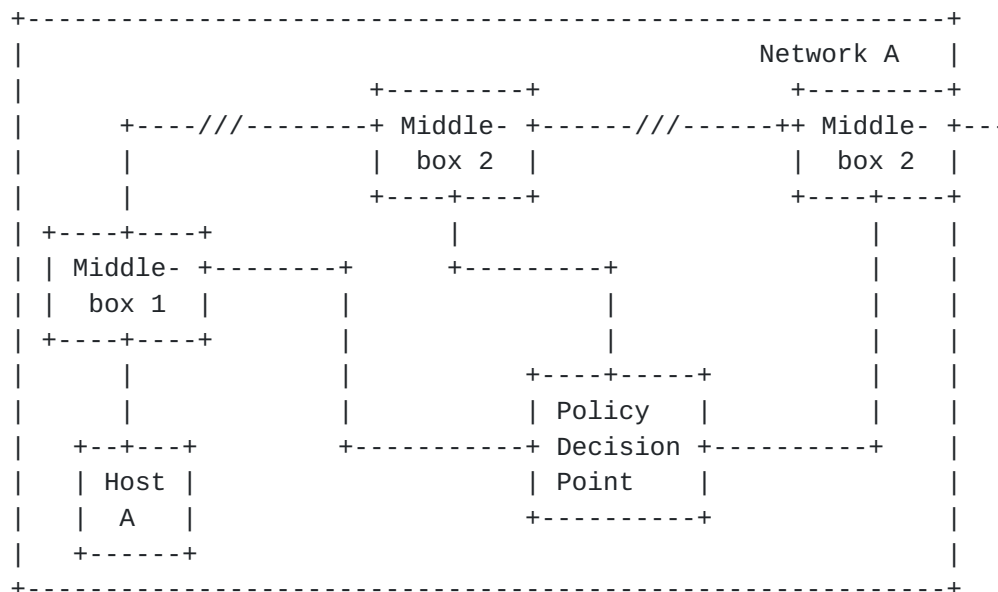 Network A
Middle- Middle-
box 2 box 2
Middle-
box 1
Policy
Host Decision
A Point